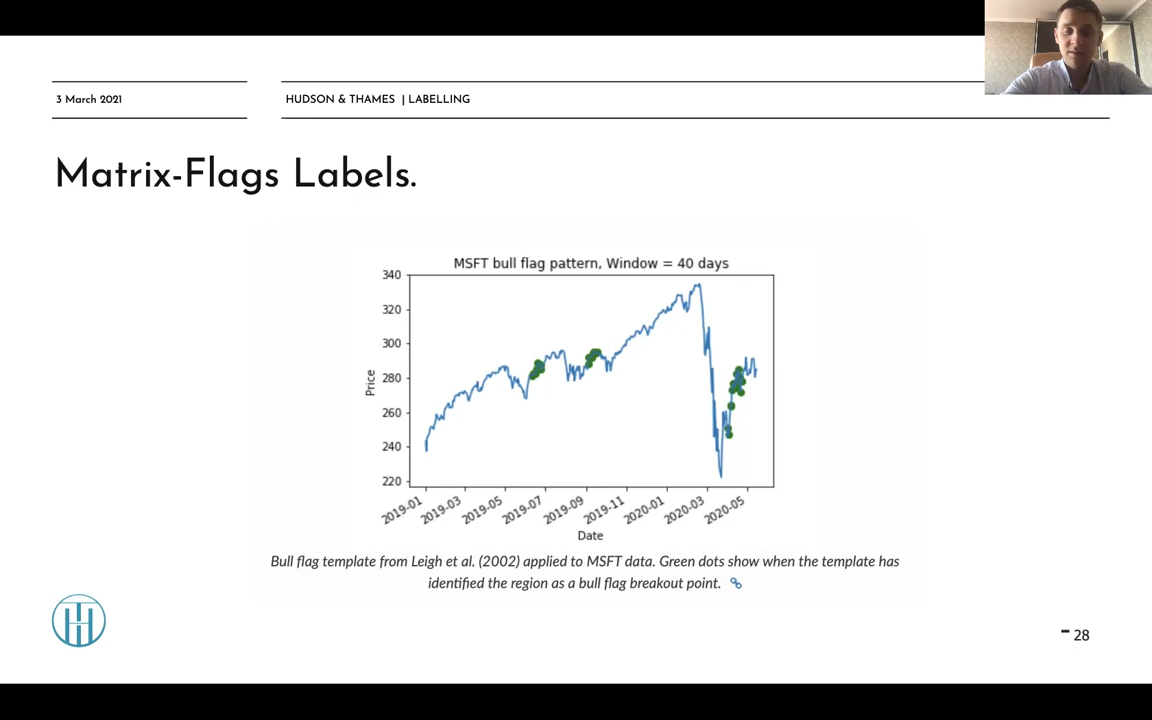 3 March 2021
HUDSON & THAMES | LABELLING
Matrix-Flags Labels.
MSFT bull flag pattern, Window = 40 days
340
320
300
280
260
240
220
Price
2019-01
2019-03
2019-05
2019-07
2019-09
2019-11
2020-01
2020-03
2020-05
Date
Bull flag template from Leigh et al. (2002) applied to MSFT data. Green dots show when the template has
identified the region as a bull flag breakout point.
28